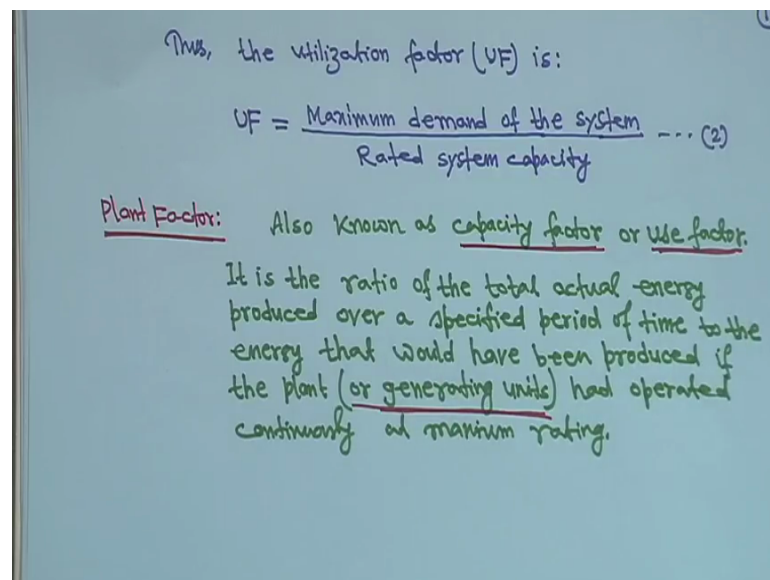 Thus, the utilization factor (UF) is:
UF = Maximum demand of the system / Rated system capacity --- (2)
Plant Factor: Also known as capacity factor or use factor.
It is the ratio of the total actual energy
produced over a specified period of time to the
energy that would have been produced if
the plant (or generating units) had operated
continuously at manimum rating.